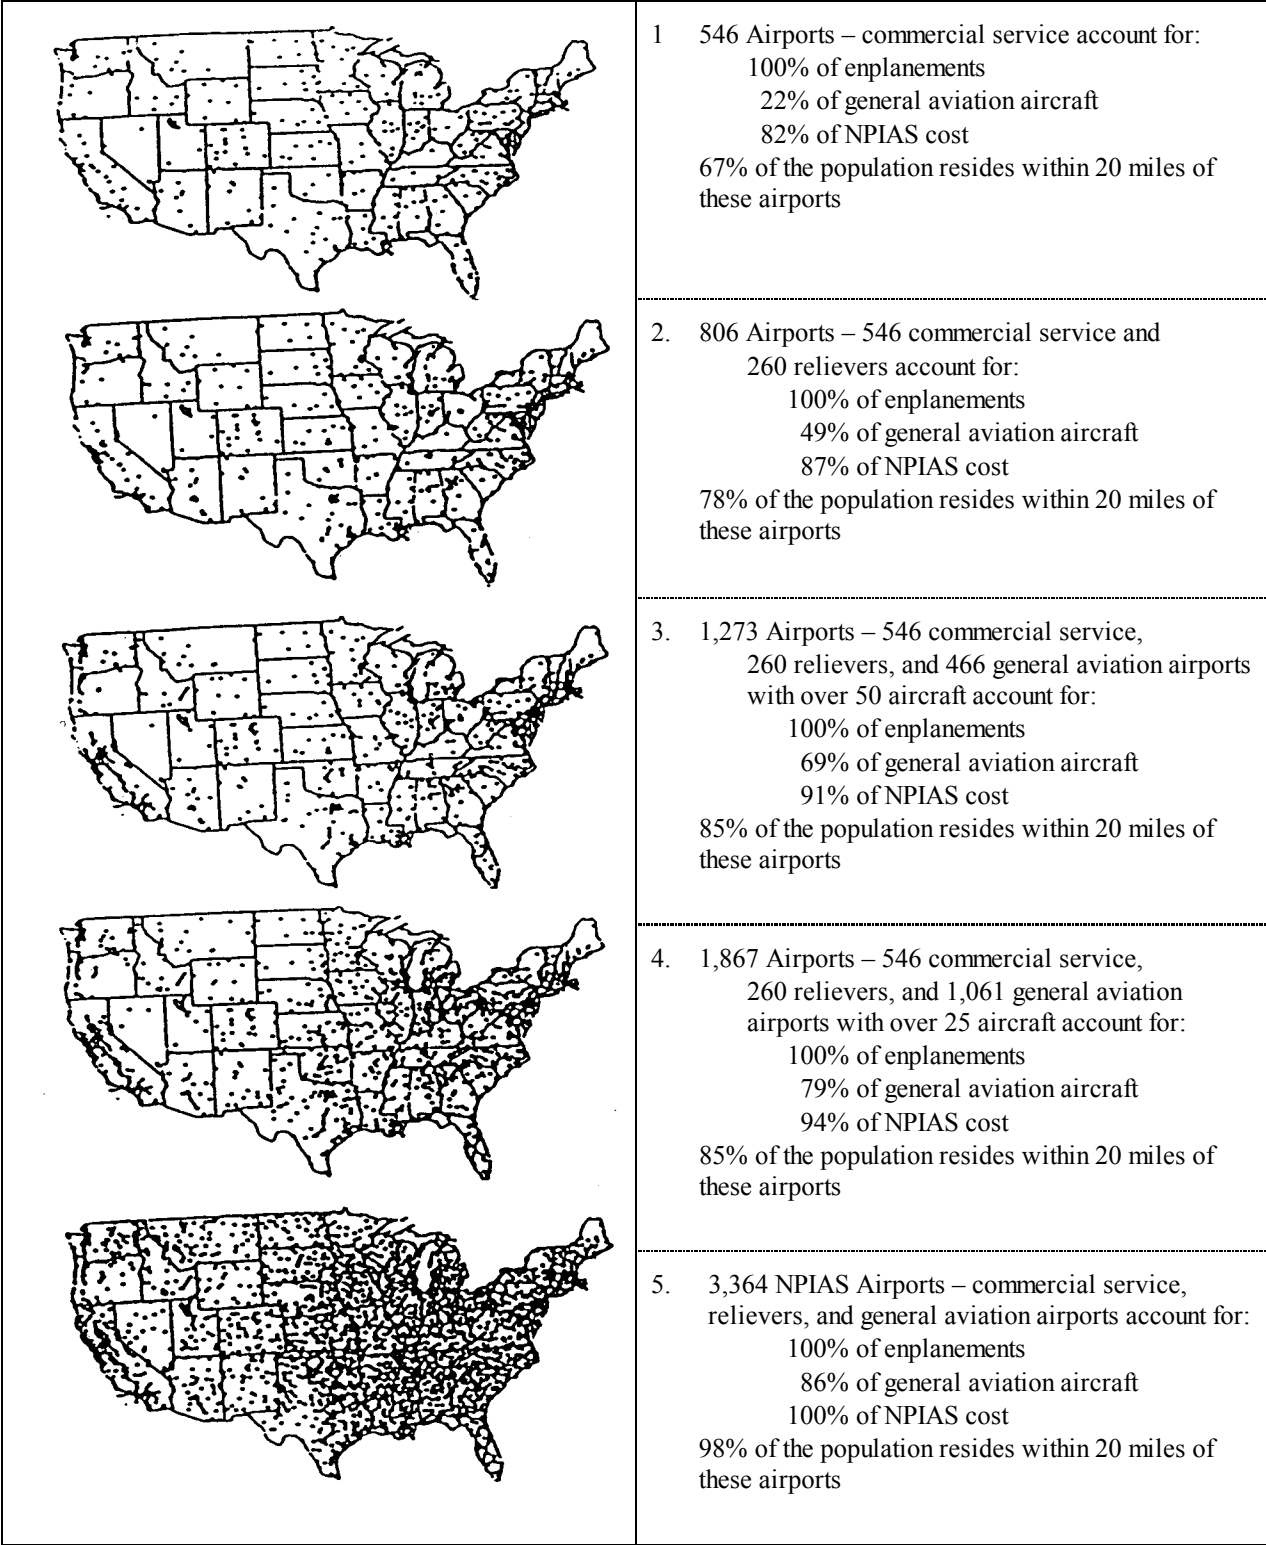 1 546 Airports – commercial service account for:
100% of enplanements
22% of general aviation aircraft
82% of NPIAS cost
67% of the population resides within 20 miles of
these airports
2. 806 Airports – 546 commercial service and
260 relievers account for:
100% of enplanements
49% of general aviation aircraft
87% of NPIAS cost
78% of the population resides within 20 miles of
these airports
3. 1,273 Airports – 546 commercial service,
260 relievers, and 466 general aviation airports
with over 50 aircraft account for:
100% of enplanements
69% of general aviation aircraft
91% of NPIAS cost
85% of the population resides within 20 miles of
these airports
4. 1,867 Airports – 546 commercial service,
260 relievers, and 1,061 general aviation
airports with over 25 aircraft account for:
100% of enplanements
79% of general aviation aircraft
94% of NPIAS cost
85% of the population resides within 20 miles of
these airports
5. 3,364 NPIAS Airports – commercial service,
relievers, and general aviation airports account for:
100% of enplanements
86% of general aviation aircraft
100% of NPIAS cost
98% of the population resides within 20 miles of
these airports